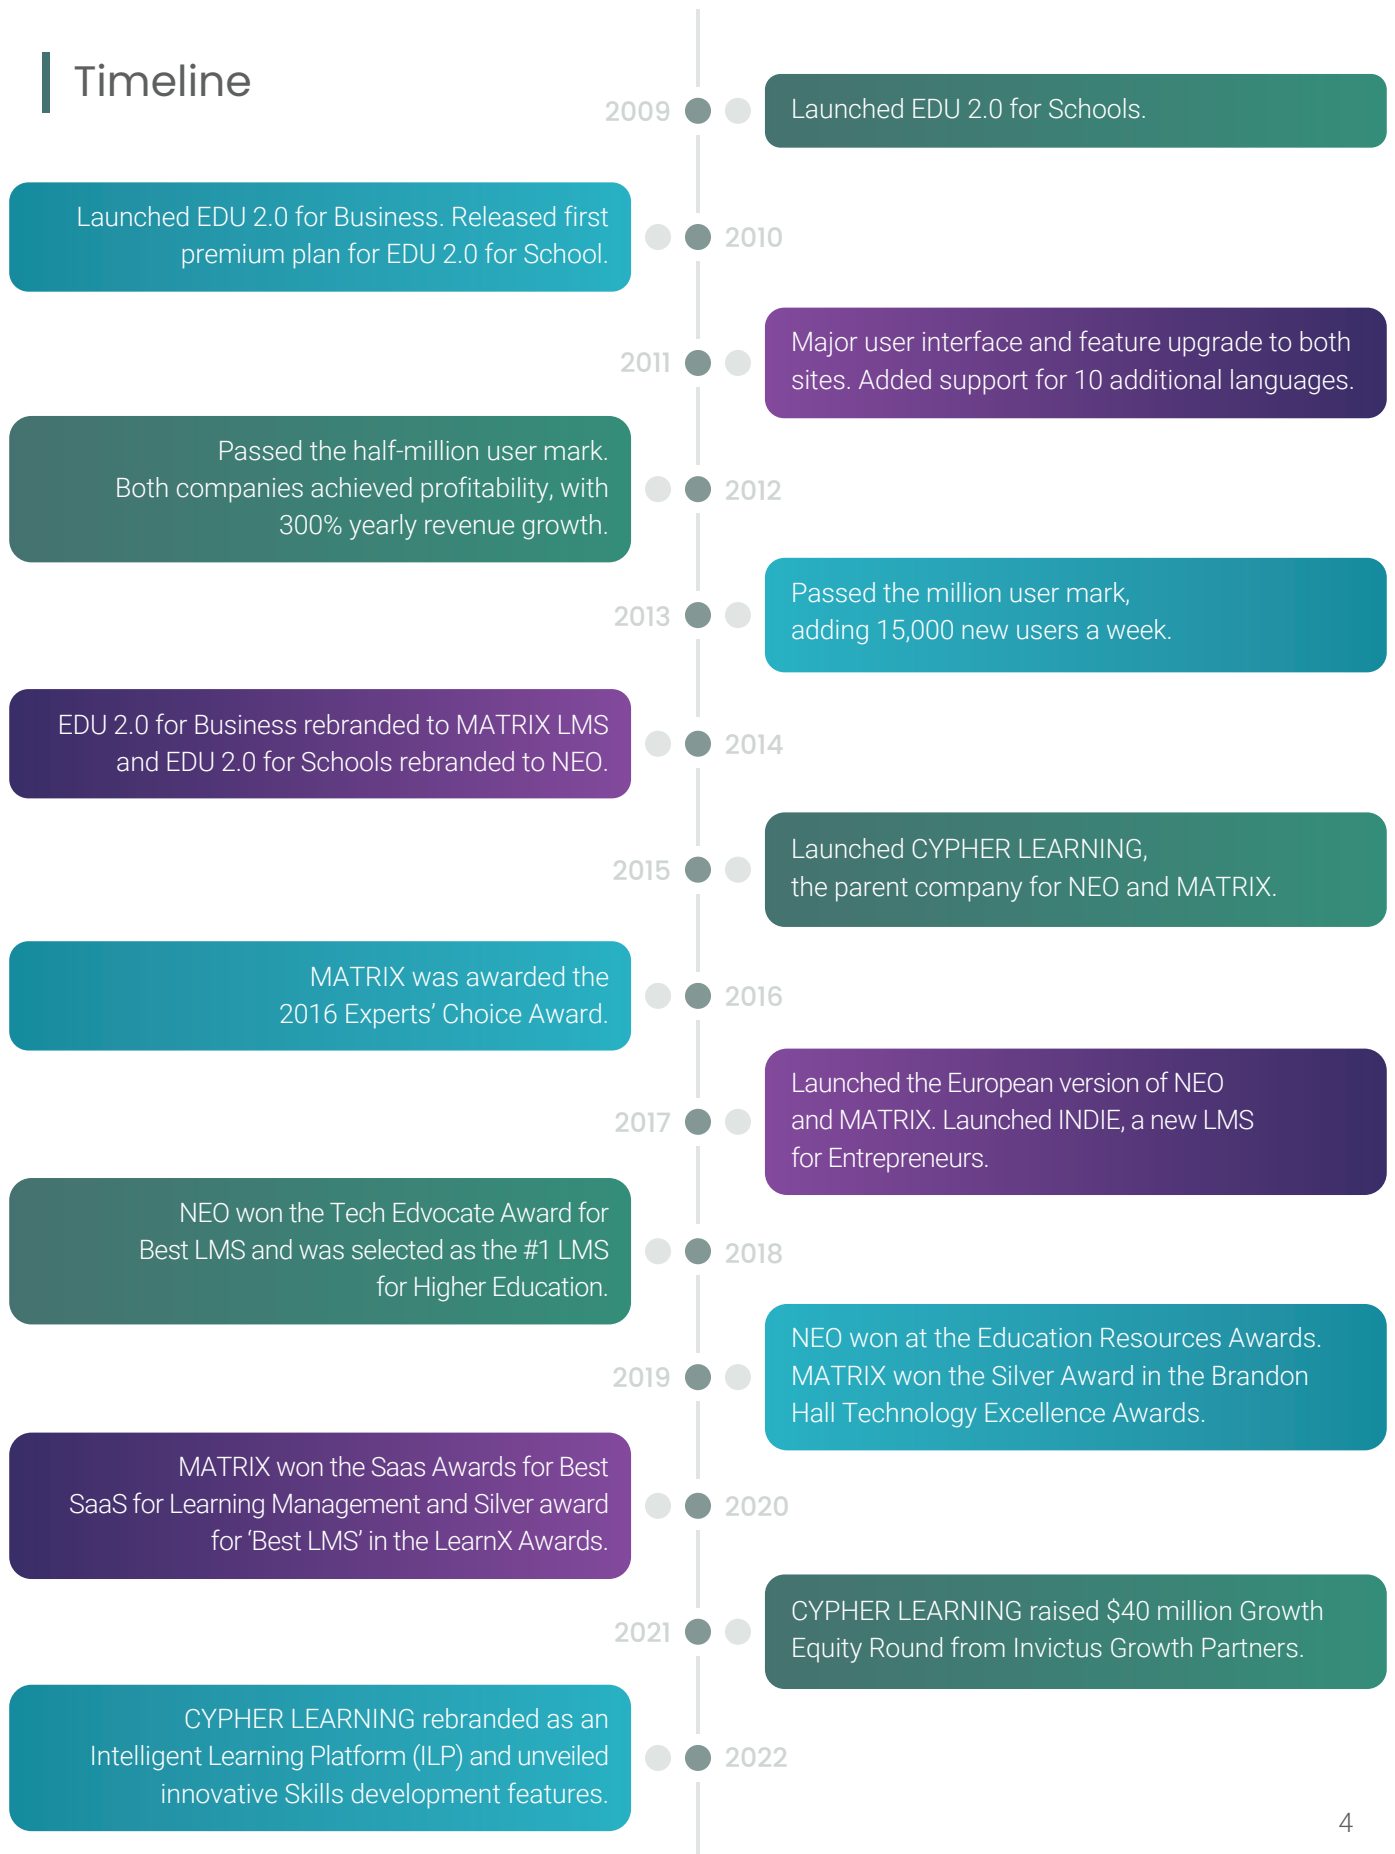 Timeline
2009
Launched EDU 2.0 for Schools.
Launched EDU 2.0 for Business. Released first
premium plan for EDU 2.0 for School.
2010
2011
Major user interface and feature upgrade to both
sites. Added support for 10 additional languages.
Passed the half-million user mark.
Both companies achieved profitability, with
300% yearly revenue growth.
2012
2013
Passed the million user mark,
adding 15,000 new users a week.
EDU 2.0 for Business rebranded to MATRIX LMS
and EDU 2.0 for Schools rebranded to NEO.
2014
2015
Launched CYPHER LEARNING,
the parent company for NEO and MATRIX.
MATRIX was awarded the
2016 Experts’ Choice Award.
2016
2017
Launched the European version of NEO
and MATRIX. Launched INDIE, a new LMS
for Entrepreneurs.
NEO won the Tech Edvocate Award for
Best LMS and was selected as the #1 LMS
for Higher Education.
2018
2019
NEO won at the Education Resources Awards.
MATRIX won the Silver Award in the Brandon
Hall Technology Excellence Awards.
MATRIX won the Saas Awards for Best
SaaS for Learning Management and Silver award
for ‘Best LMS’ in the LearnX Awards.
2020
2021
CYPHER LEARNING raised $40 million Growth
Equity Round from Invictus Growth Partners.
CYPHER LEARNING rebranded as an
Intelligent Learning Platform (ILP) and unveiled
innovative Skills development features.
2022
4